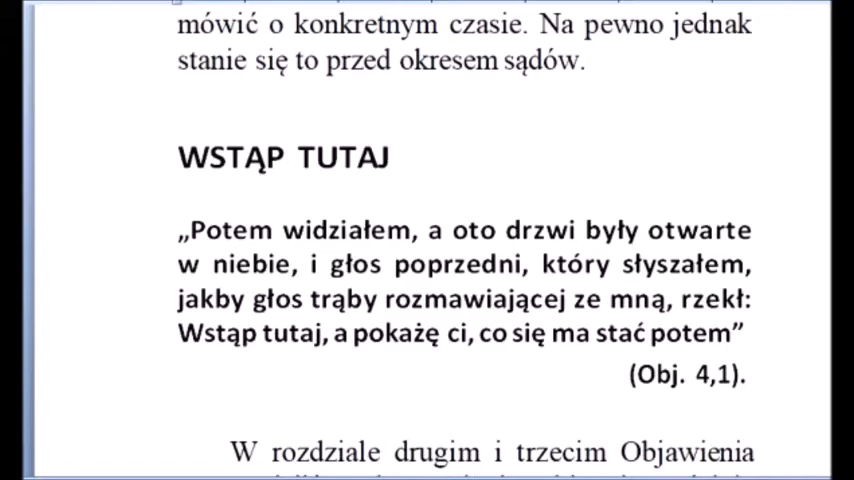 mówić o konkretnym czasie. Na pewno jednak
stanie się to przed okresem sądów.
WSTĄP TUTAJ
„Potem widziałem, a oto drzwi były otwarte
w niebie, i głos poprzedni, który słyszałem,
jakby głos trąby rozmawiającej ze mną, rzekł:
Wstąp tutaj, a pokażę ci, co się ma stać potem”
(Obj. 4,1).
W rozdziale drugim i trzecim Objawienia